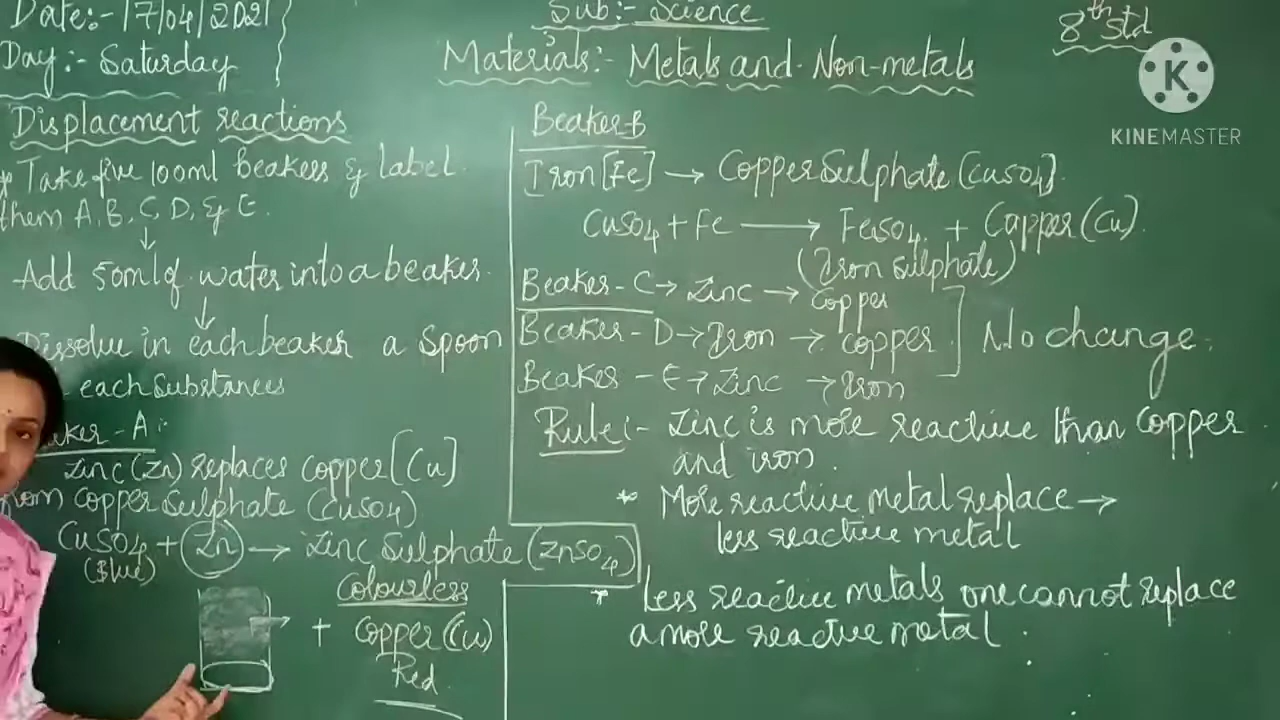 Date:- 17/04/2021
Day:- Saturday
Sub:- Science
8th Std
Materials:- Metals and Non-metals
K
KINEMASTER
Displacement reactions
* Take five 100ml beakers & label
them A, B, C, D, & E.
↓
Add 50ml of water into a beaker.
↓
Dissolve in each beaker a spoon
each Substances
Beaker - A:-
Zinc (Zn) replaces copper [Cu]
from copper sulphate (CuSO4)
CuSO4 + Zn → Zinc Sulphate (ZnSO4)
(Blue)
Colourless
+ Copper (Cu)
Red
Beaker-B
Iron [Fe] → Copper Sulphate [CuSO4].
CuSO4 + Fe → FeSO4 + Copper (Cu).
(Iron sulphate)
Beaker - C → Zinc → Copper
Beaker - D → Iron → copper ] No change.
Beaker - E → Zinc → Iron
Rule:- Zinc is more reactive than copper
and iron.
* More reactive metal replace →
less reactive metal
* Less reactive metals one cannot replace
a more reactive metal.